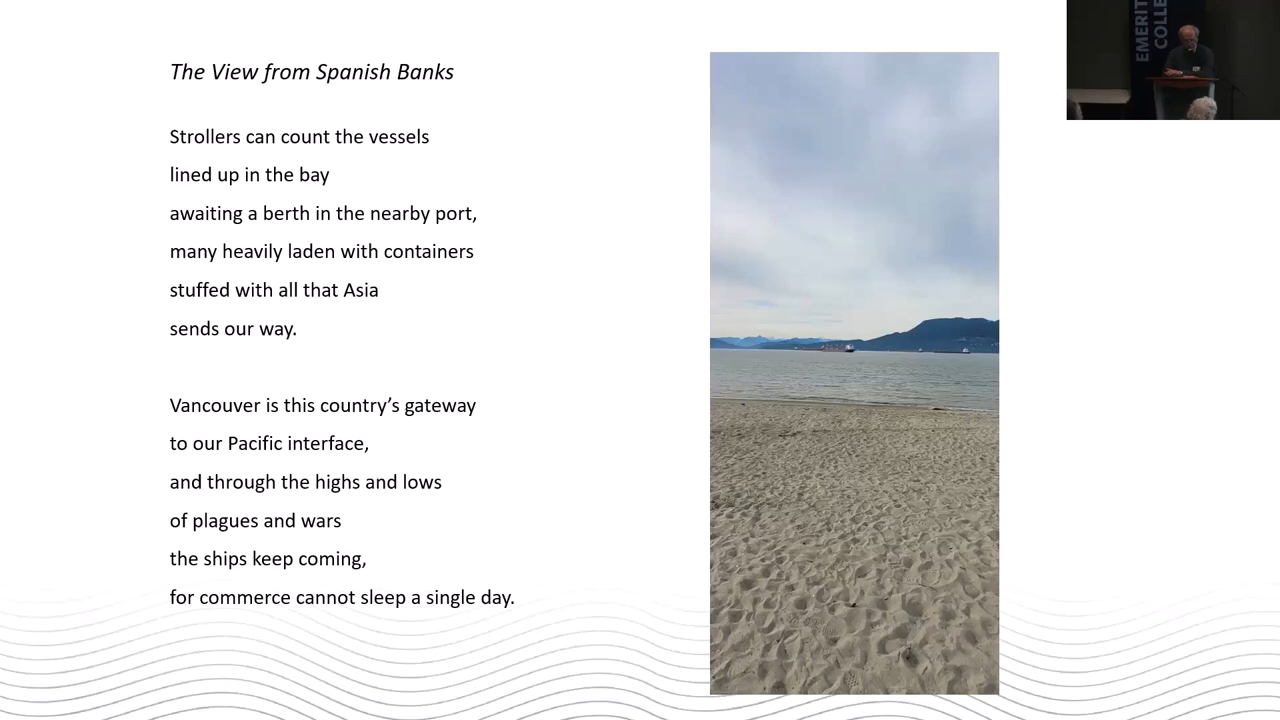 The View from Spanish Banks
Strollers can count the vessels
lined up in the bay
awaiting a berth in the nearby port,
many heavily laden with containers
stuffed with all that Asia
sends our way.
Vancouver is this country’s gateway
to our Pacific interface,
and through the highs and lows
of plagues and wars
the ships keep coming,
for commerce cannot sleep a single day.
EMERIT
COLLE